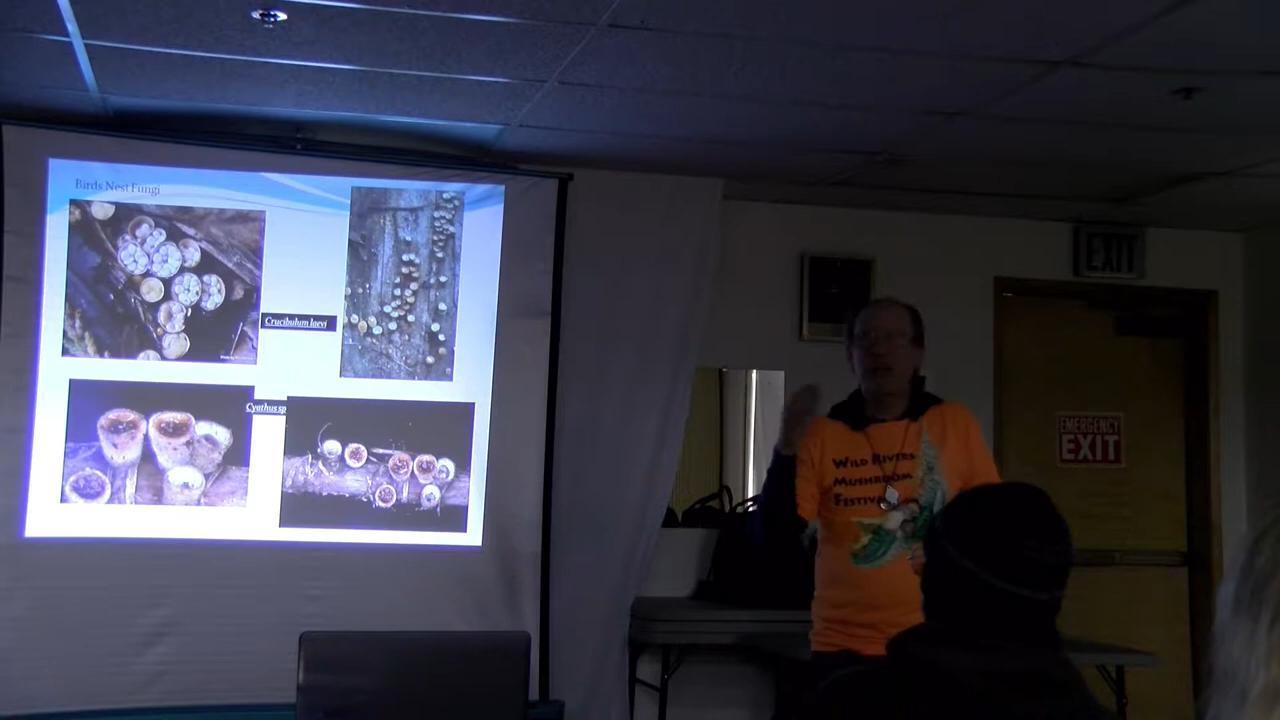 Birds Nest Fungi
Crucibulum laevi
Cyathus sp
WILD RIVERS
MUSHROOM
FESTIVAL
EXIT
EMERGENCY
EXIT